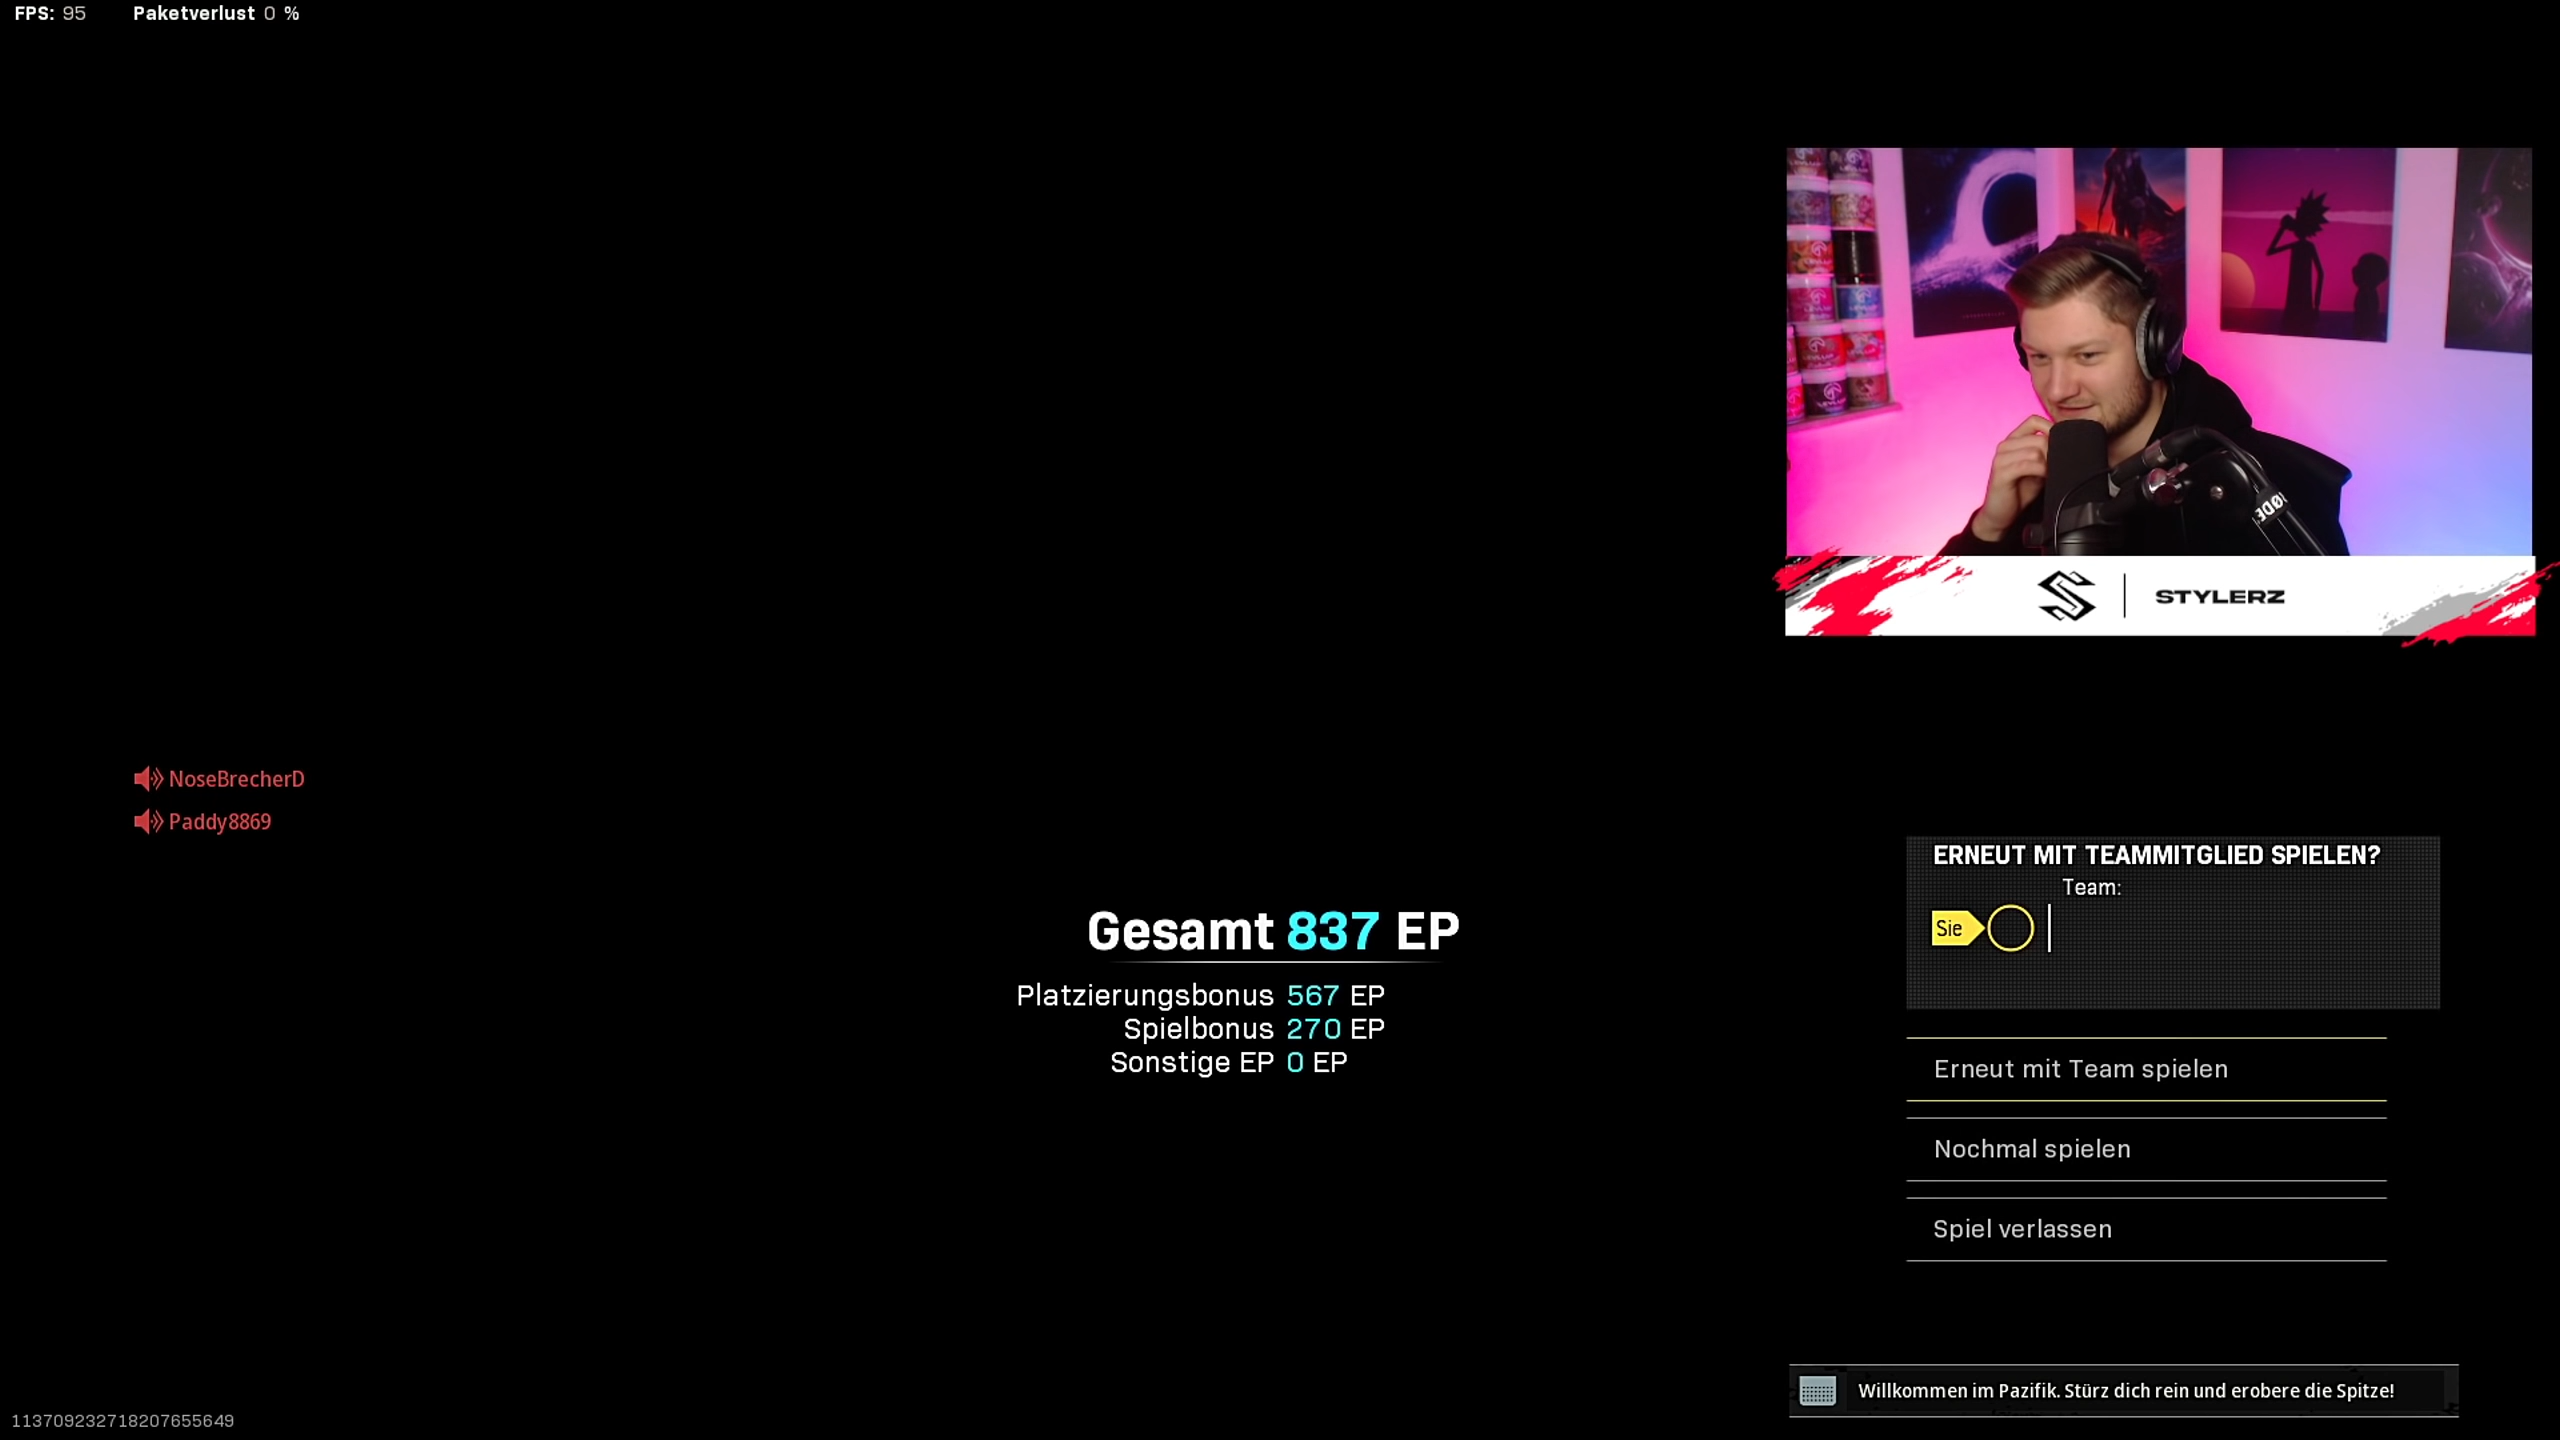 FPS: 95 Paketverlust 0 %
STYLERZ
NoseBrecherD
Paddy8869
Gesamt 837 EP
Platzierungsbonus 567 EP
Spielbonus 270 EP
Sonstige EP 0 EP
ERNEUT MIT TEAMMITGLIED SPIELEN?
Team:
Sie
Erneut mit Team spielen
Nochmal spielen
Spiel verlassen
Willkommen im Pazifik. Stürz dich rein und erobere die Spitze!
113709232718207655649